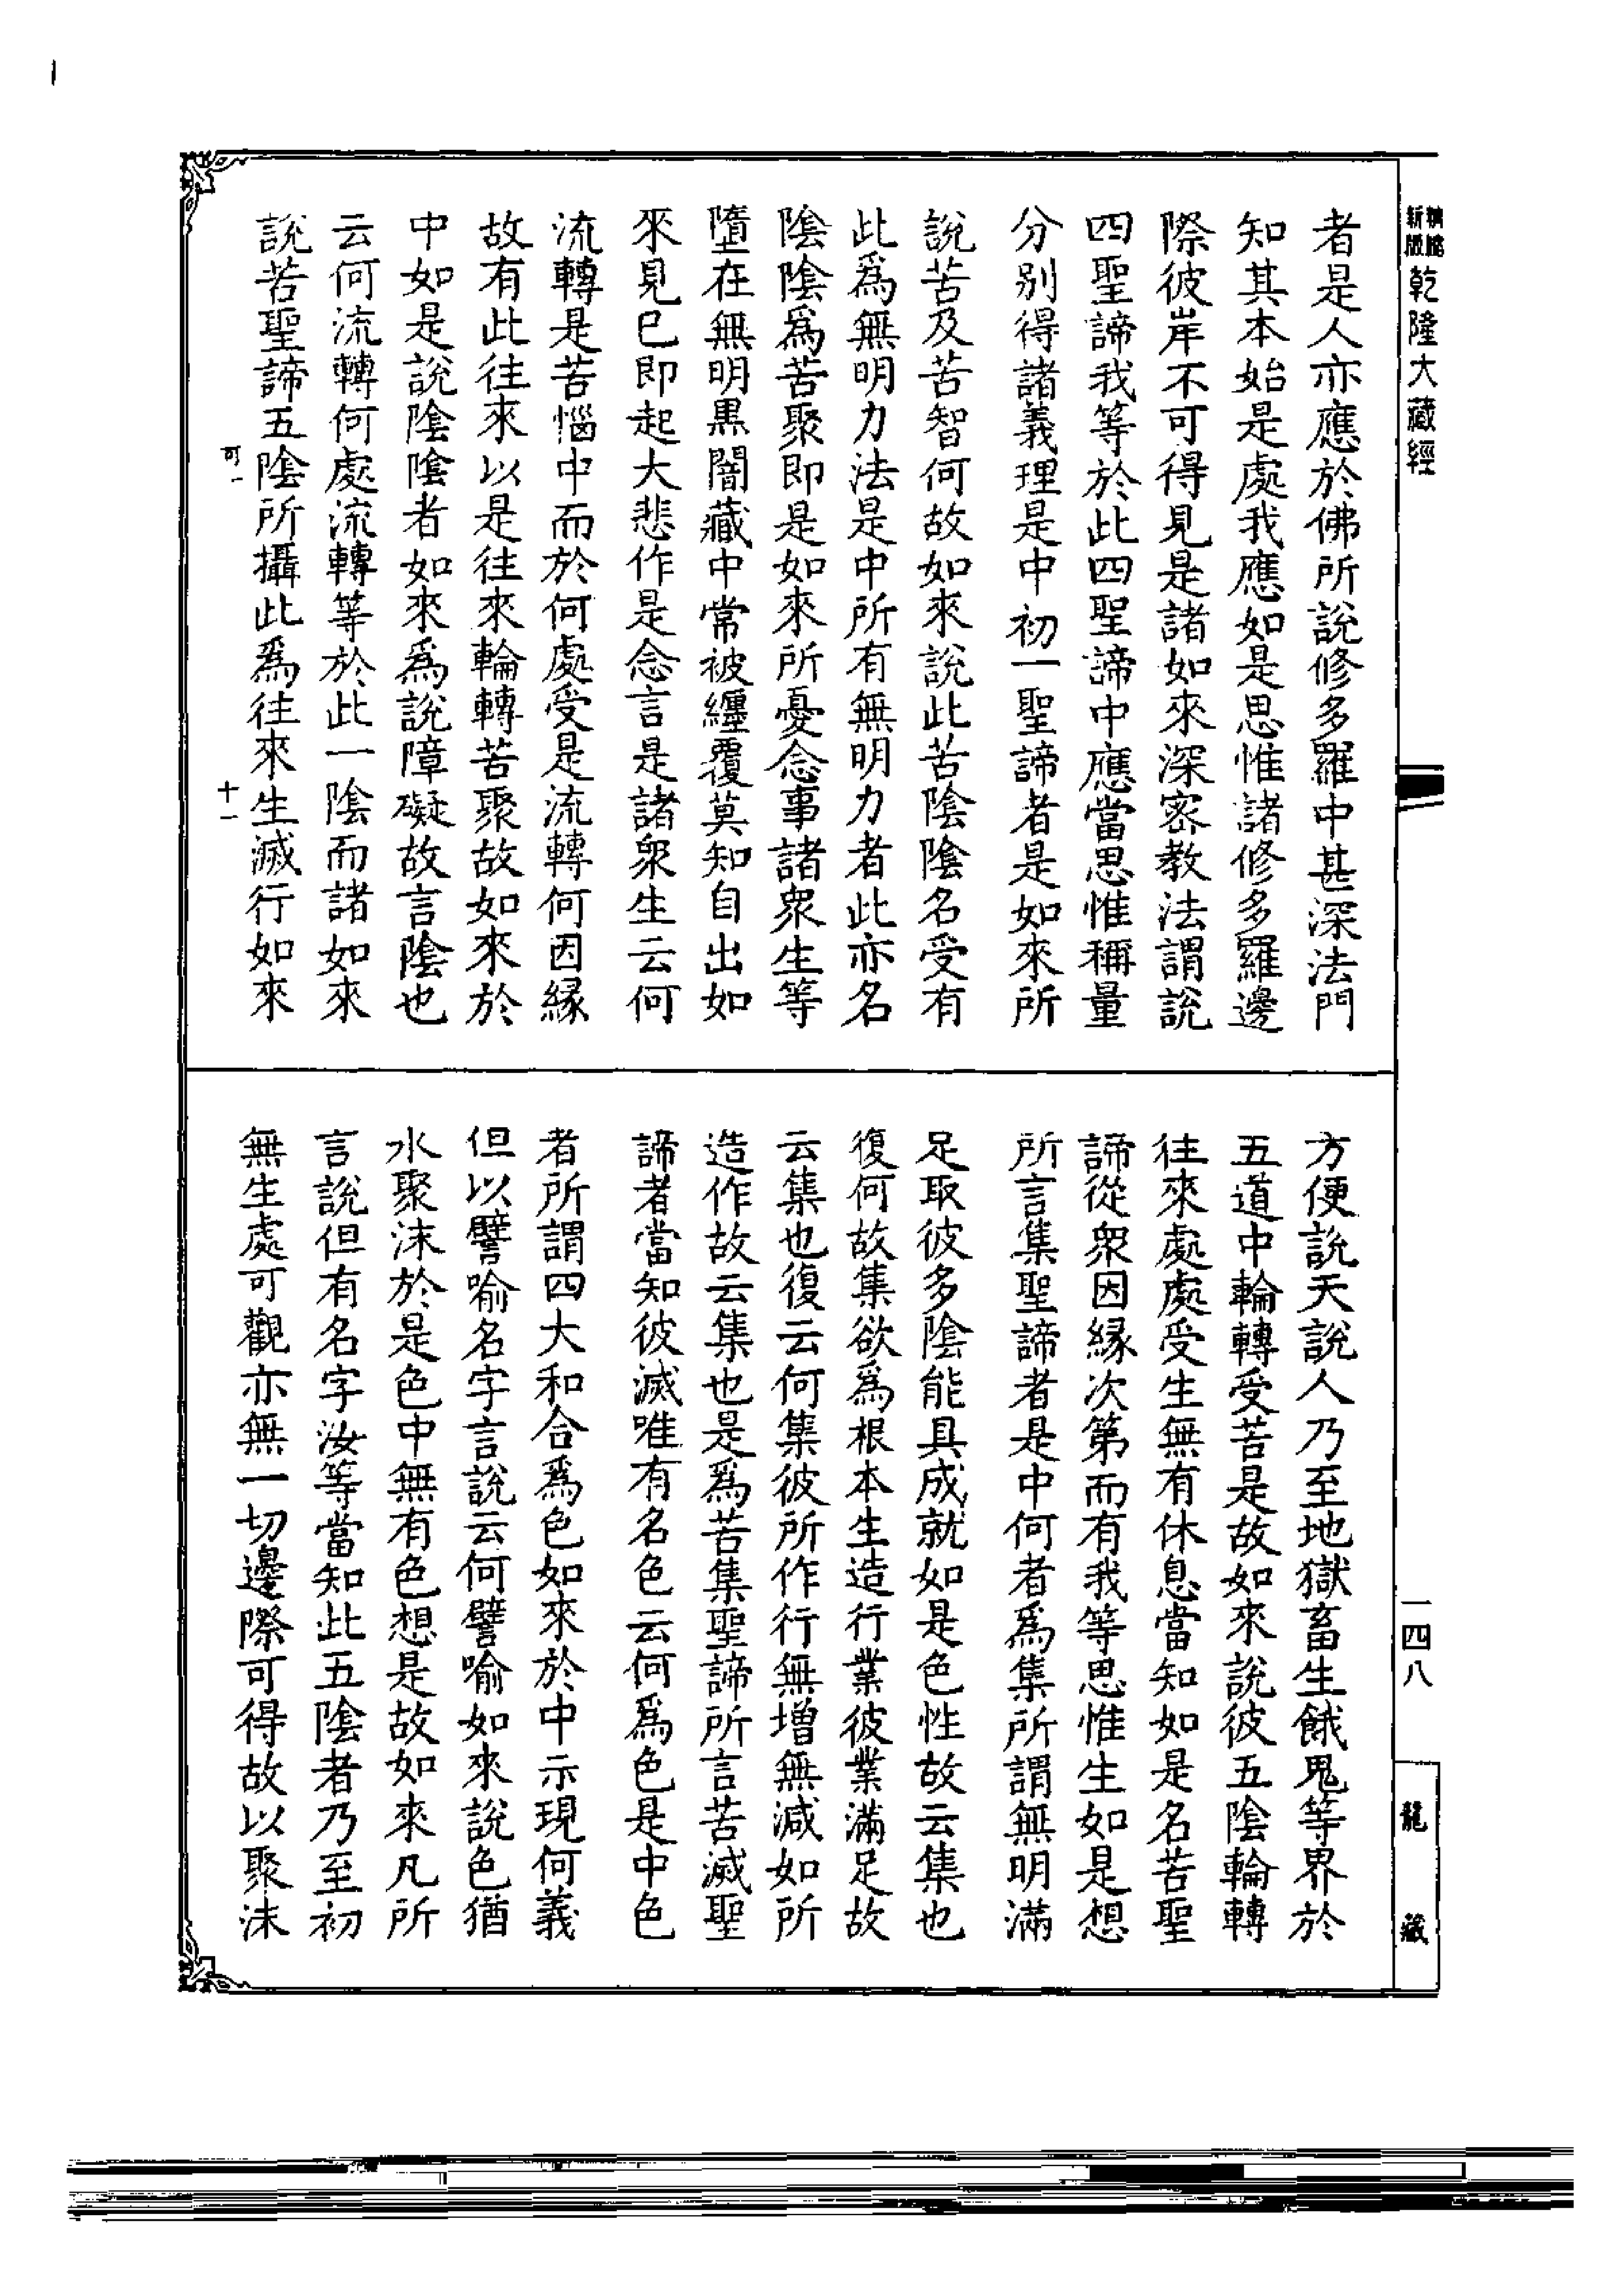 新版
乾隆大藏經
者是人亦應於佛所說修多羅中甚深法門
知其本始是處我應如是思惟諸修多羅邊
際彼岸不可得見是諸如來深密教法謂說
四聖諦我等於此四聖諦中應當思惟稱量
分別得諸義理是中初一聖諦者是如來所
說苦及苦智何故如來說此苦陰陰名受有
此爲無明力法是中所有無明力者此亦名
陰陰爲苦聚即是如來所憂念事諸眾生等
墮在無明黑闇藏中常被纏覆莫知自出如
來見已即起大悲作是念言是諸眾生云何
流轉是苦惱中而於何處受是流轉何因緣
故有此往來以是往來輪轉苦聚故如來於
中如是說陰陰者如來爲說障礙故言陰也
云何流轉何處流轉等於此一陰而諸如來
說苦聖諦五陰所攝此爲往來生滅行如來
可一
十一
方便說天說人乃至地獄畜生餓鬼等界於
五道中輪轉受苦是故如來說彼五陰輪轉
往來處處受生無有休息當知如是名苦聖
諦從眾因緣次第而有我等思惟生如是想
所言集聖諦者是中何者爲集所謂無明滿
足取彼多陰能具成就如是色性故云集也
復何故集欲爲根本生造行業彼業滿足故
云集也復云何集彼所作行無增無減如所
造作故云集也是爲苦集聖諦所言苦滅聖
諦者當知彼滅唯有名色云何爲色是中色
者所謂四大和合爲色如來於中示現何義
但以譬喻名字言說云何譬喻如來說色猶
水聚沫於是色中無有色想是故如來凡所
言說但有名字汝等當知此五陰者乃至初
無生處可觀亦無一切邊際可得故以聚沫
一四八
龍藏